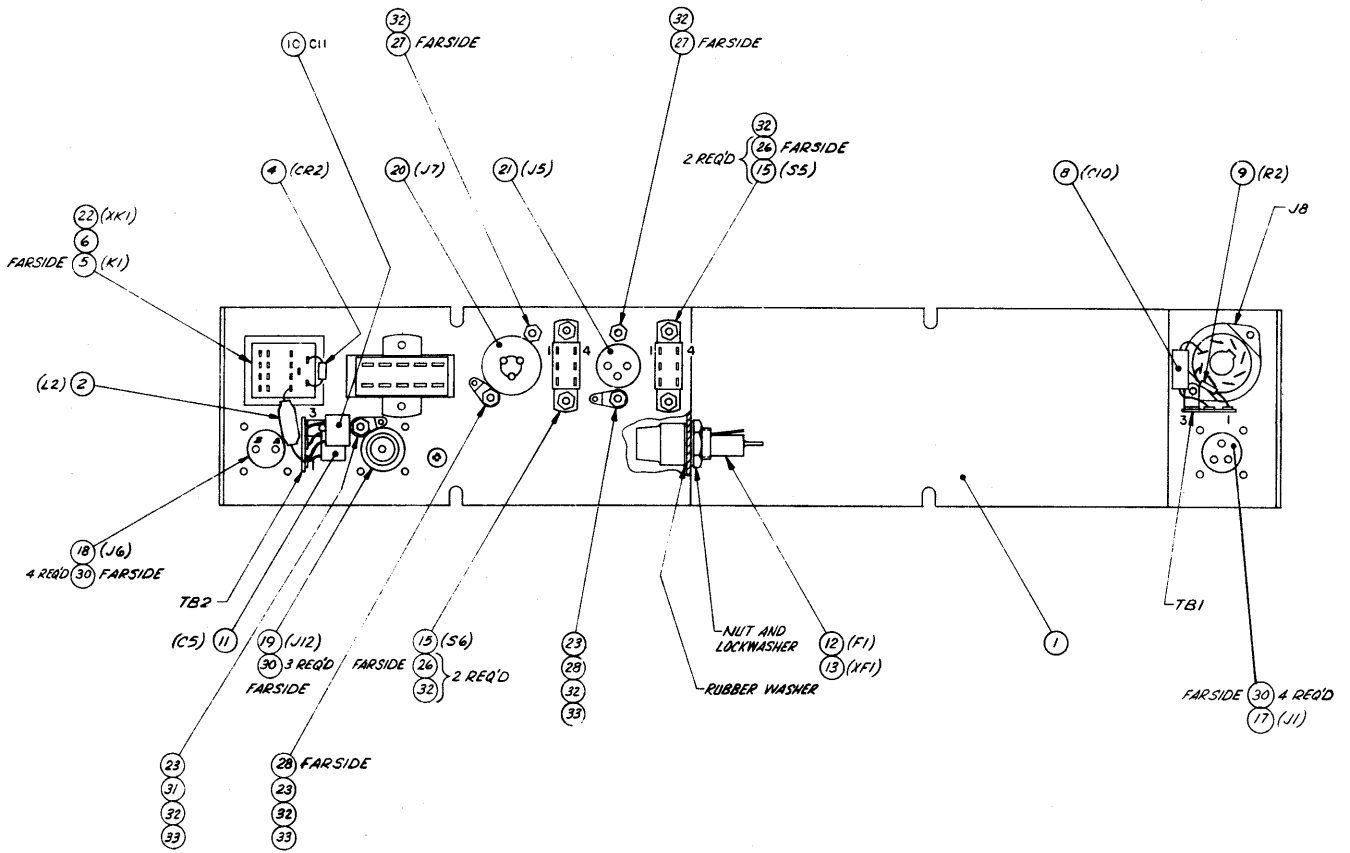 32
27 FARSIDE
32
27 FARSIDE
10 C11
32
2 REQ'D 26 FARSIDE
15 (S5)
4 (CR2)
20 (J7)
21 (J5)
8 (C10)
9 (R2)
J8
22 (XK1)
6
FARSIDE 5 (K1)
1 4
1 4
(L2) 2
3
3 1
B A
1
18 (J6)
4 REQ'D 30 FARSIDE
TB2
TB1
(C5) 11
19 (J12)
30 3 REQ'D
FARSIDE
15 (S6)
FARSIDE 26
32
2 REQ'D
23
28
32
33
NUT AND
LOCKWASHER
RUBBER WASHER
12 (F1)
13 (XF1)
1
FARSIDE 30 4 REQ'D
17 (J1)
23
31
32
33
28 FARSIDE
23
32
33